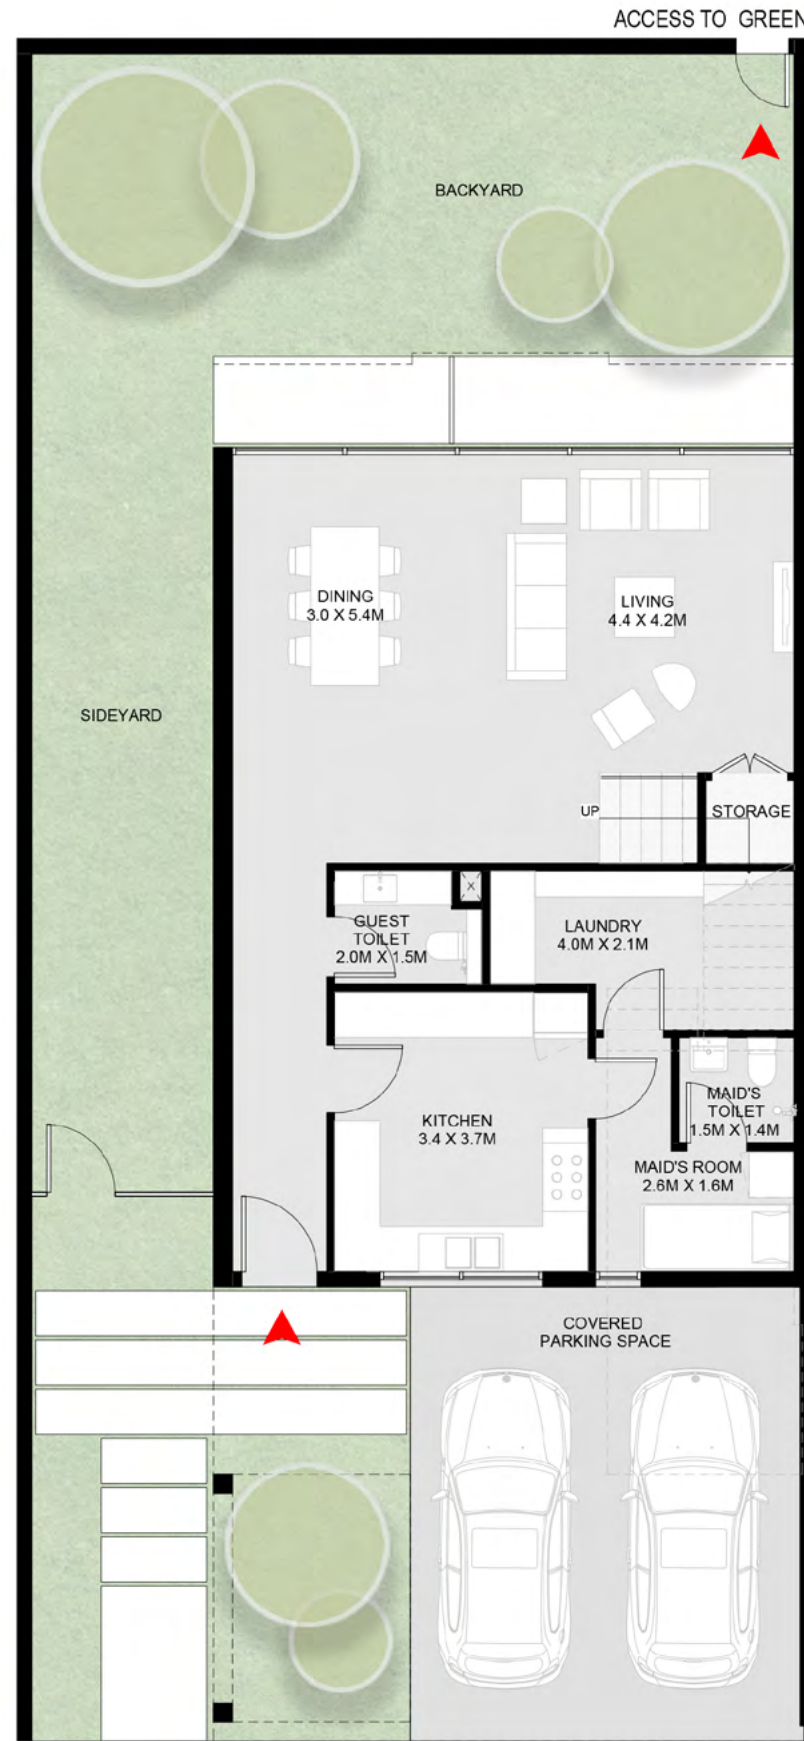 ACCESS TO GREEN
BACKYARD
DINING
3.0 X 5.4M
LIVING
4.4 X 4.2M
SIDEYARD
UP
STORAGE
X
GUEST
TOILET
2.0M X 1.5M
LAUNDRY
4.0M X 2.1M
KITCHEN
3.4 X 3.7M
MAID'S
TOILET
1.5M X 1.4M
MAID'S ROOM
2.6M X 1.6M
COVERED
PARKING SPACE